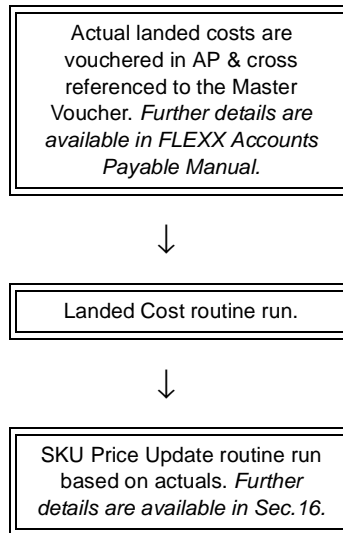 Actual landed costs are
vouchered in AP & cross
referenced to the Master
Voucher. Further details are
available in FLEXX Accounts
Payable Manual.
↓
Landed Cost routine run.
↓
SKU Price Update routine run
based on actuals. Further
details are available in Sec.16.